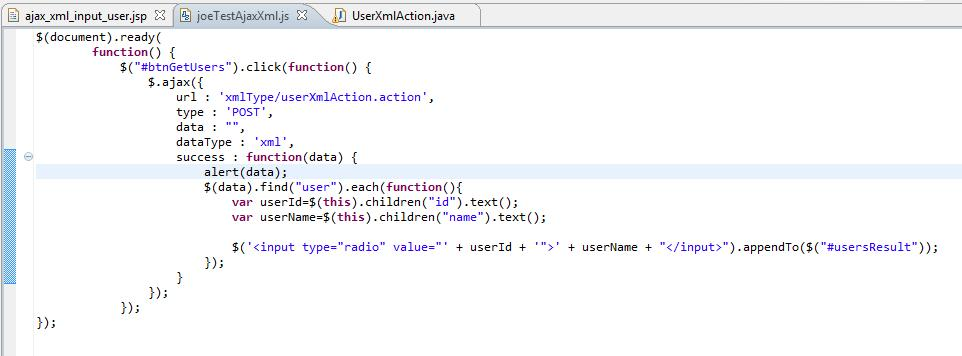 ajax_xml_input_user.jsp joeTestAjaxXml.js UserXmlAction.java
$(document).ready(
        function() {
            $("#btnGetUsers").click(function() {
                $.ajax({
                    url : 'xmlType/userXmlAction.action',
                    type : 'POST',
                    data : "",
                    dataType : 'xml',
                    success : function(data) {
                        alert(data);
                        $(data).find("user").each(function(){
                            var userId=$(this).children("id").text();
                            var userName=$(this).children("name").text();

                            $('<input type="radio" value="' + userId + '">' + userName + "</input>").appendTo($("#usersResult"));
                        });
                    }
                });
            });
});